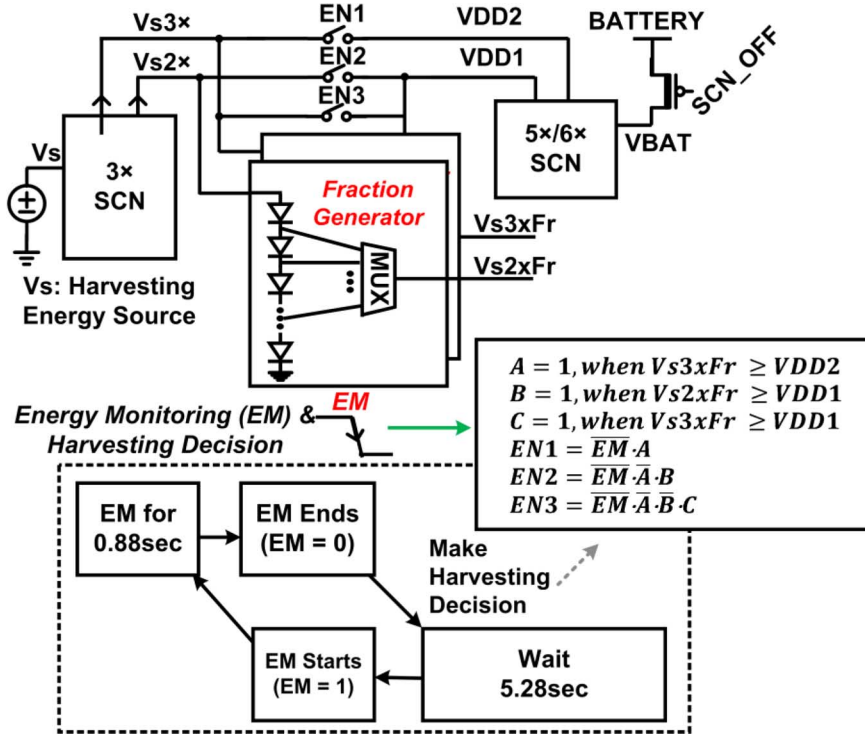 Vs3×
EN1
VDD2
BATTERY
Vs2×
EN2
VDD1
EN3
SCN_OFF
Vs
3×
SCN
5×/6×
SCN
VBAT
Fraction
Generator
MUX
Vs3xFr
Vs2xFr
Vs: Harvesting
Energy Source
A = 1, when Vs3xFr ≥ VDD2
B = 1, when Vs2xFr ≥ VDD1
C = 1, when Vs3xFr ≥ VDD1
EN1 = E̅M̅·A
EN2 = E̅M̅·A̅·B
EN3 = E̅M̅·A̅·B̅·C
Energy Monitoring (EM) &
Harvesting Decision
EM
EM for
0.88sec
EM Ends
(EM = 0)
Make
Harvesting
Decision
EM Starts
(EM = 1)
Wait
5.28sec